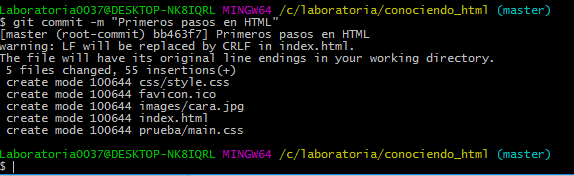 Laboratoria0037@DESKTOP-NK8IQRL MINGW64 /c/laboratoria/conociendo_html (master)
$ git commit -m "Primeros pasos en HTML"
[master (root-commit) bb463f7] Primeros pasos en HTML
warning: LF will be replaced by CRLF in index.html.
The file will have its original line endings in your working directory.
 5 files changed, 55 insertions(+)
 create mode 100644 css/style.css
 create mode 100644 favicon.ico
 create mode 100644 images/cara.jpg
 create mode 100644 index.html
 create mode 100644 prueba/main.css
Laboratoria0037@DESKTOP-NK8IQRL MINGW64 /c/laboratoria/conociendo_html (master)
$